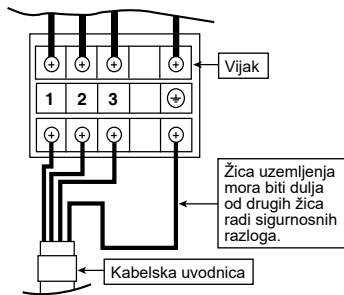 Vijak
1 2 3
Žica uzemljenja
mora biti dulja
od drugih žica
radi sigurnosnih
razloga.
Kabelska uvodnica